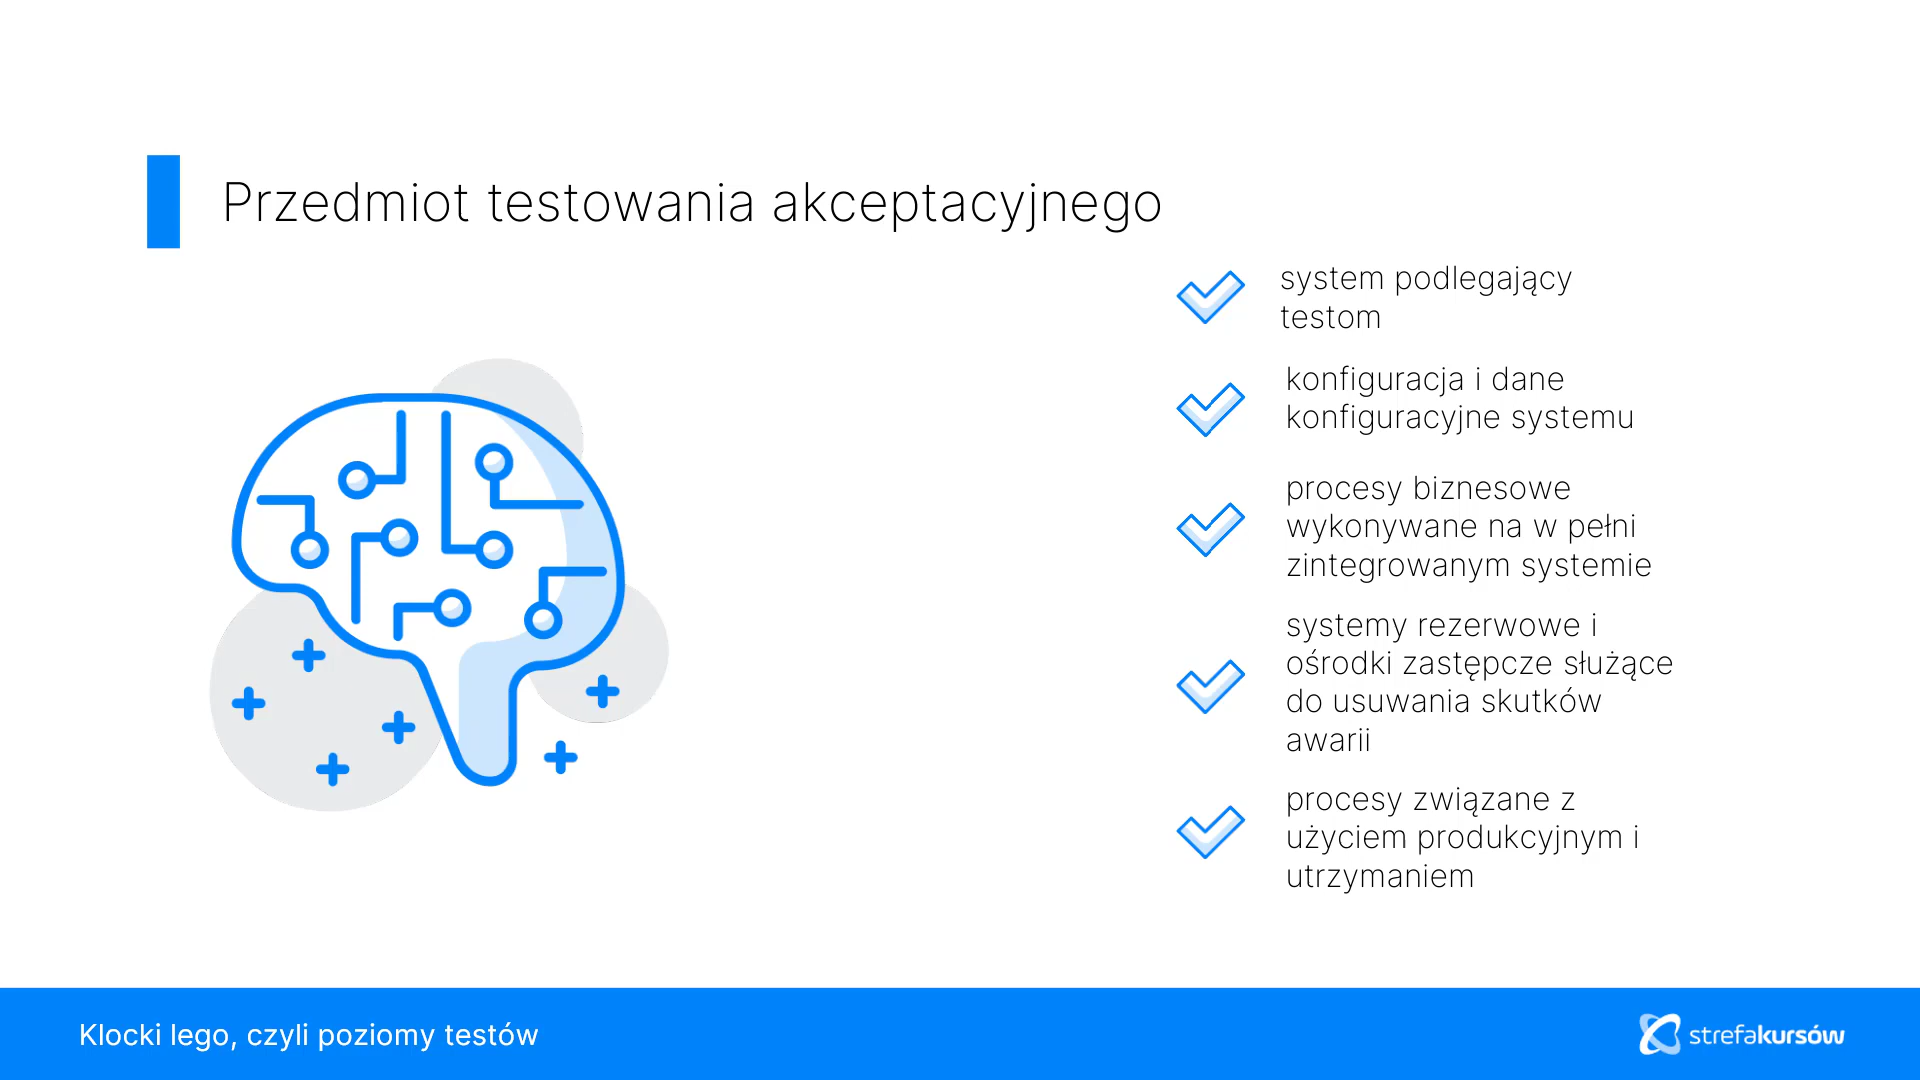 Przedmiot testowania akceptacyjnego
system podlegający
testom
konfiguracja i dane
konfiguracyjne systemu
procesy biznesowe
wykonywane na w pełni
zintegrowanym systemie
systemy rezerwowe i
ośrodki zastępcze służące
do usuwania skutków
awarii
procesy związane z
użyciem produkcyjnym i
utrzymaniem
Klocki lego, czyli poziomy testów
strefakursów